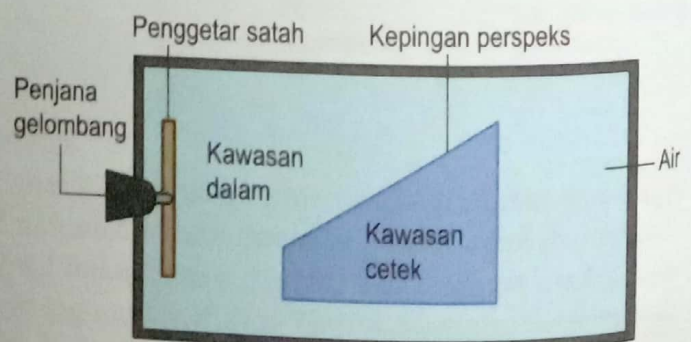 Penggetar satah
Kepingan perspeks
Penjana
gelombang
Kawasan
dalam
Air
Kawasan
cetek